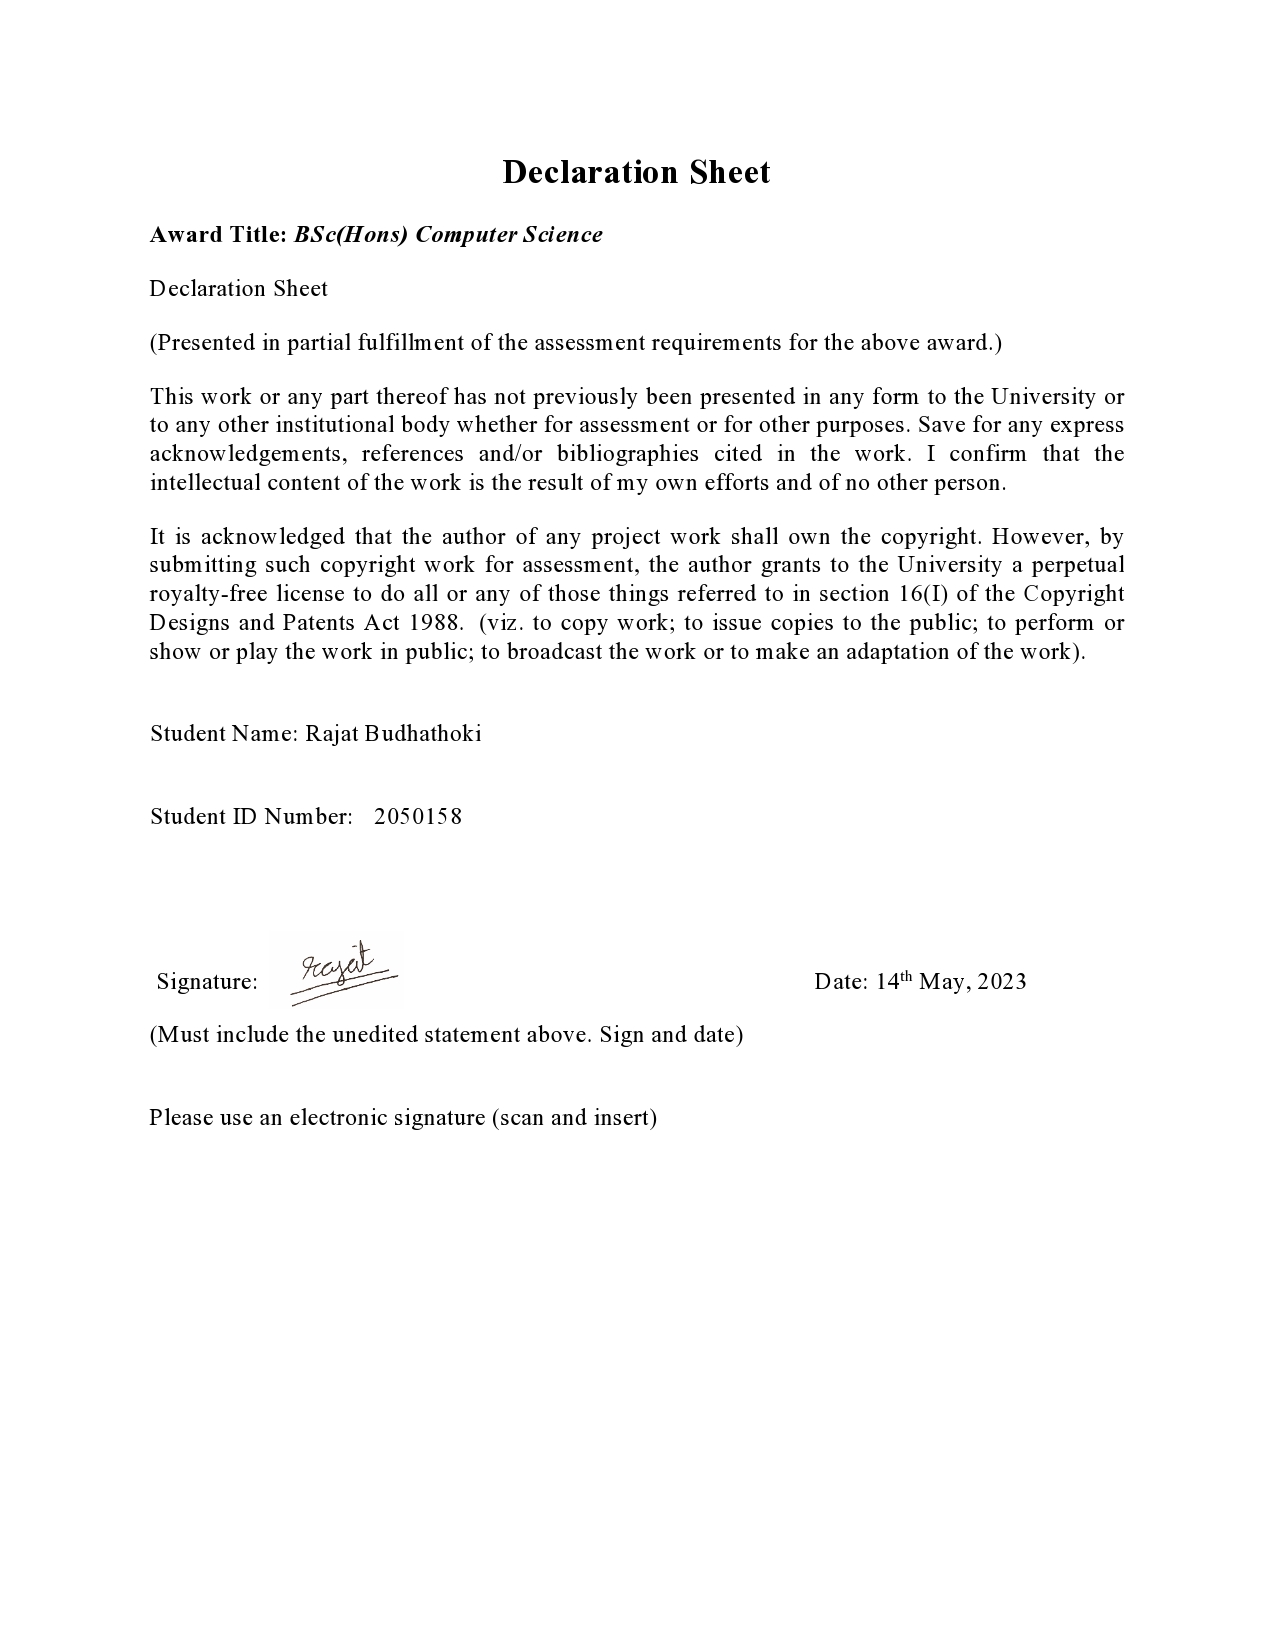 Declaration Sheet
Award Title: BSc(Hons) Computer Science
Declaration Sheet
(Presented in partial fulfillment of the assessment requirements for the above award.)
This work or any part thereof has not previously been presented in any form to the University or
to any other institutional body whether for assessment or for other purposes. Save for any express
acknowledgements, references and/or bibliographies cited in the work. I confirm that the
intellectual content of the work is the result of my own efforts and of no other person.
It is acknowledged that the author of any project work shall own the copyright. However, by
submitting such copyright work for assessment, the author grants to the University a perpetual
royalty-free license to do all or any of those things referred to in section 16(I) of the Copyright
Designs and Patents Act 1988. (viz. to copy work; to issue copies to the public; to perform or
show or play the work in public; to broadcast the work or to make an adaptation of the work).
Student Name: Rajat Budhathoki
Student ID Number: 2050158
Signature: rajat Date: 14th May, 2023
(Must include the unedited statement above. Sign and date)
Please use an electronic signature (scan and insert)